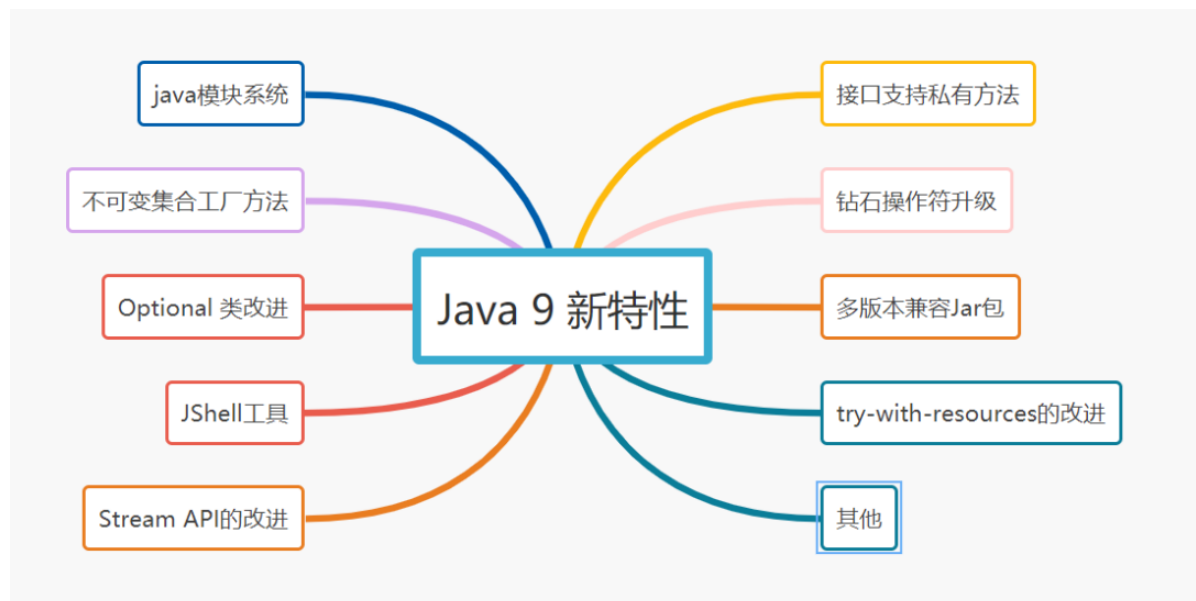 java模块系统
接口支持私有方法
不可变集合工厂方法
钻石操作符升级
Optional 类改进
Java 9 新特性
多版本兼容Jar包
JShell工具
try-with-resources的改进
Stream API的改进
其他